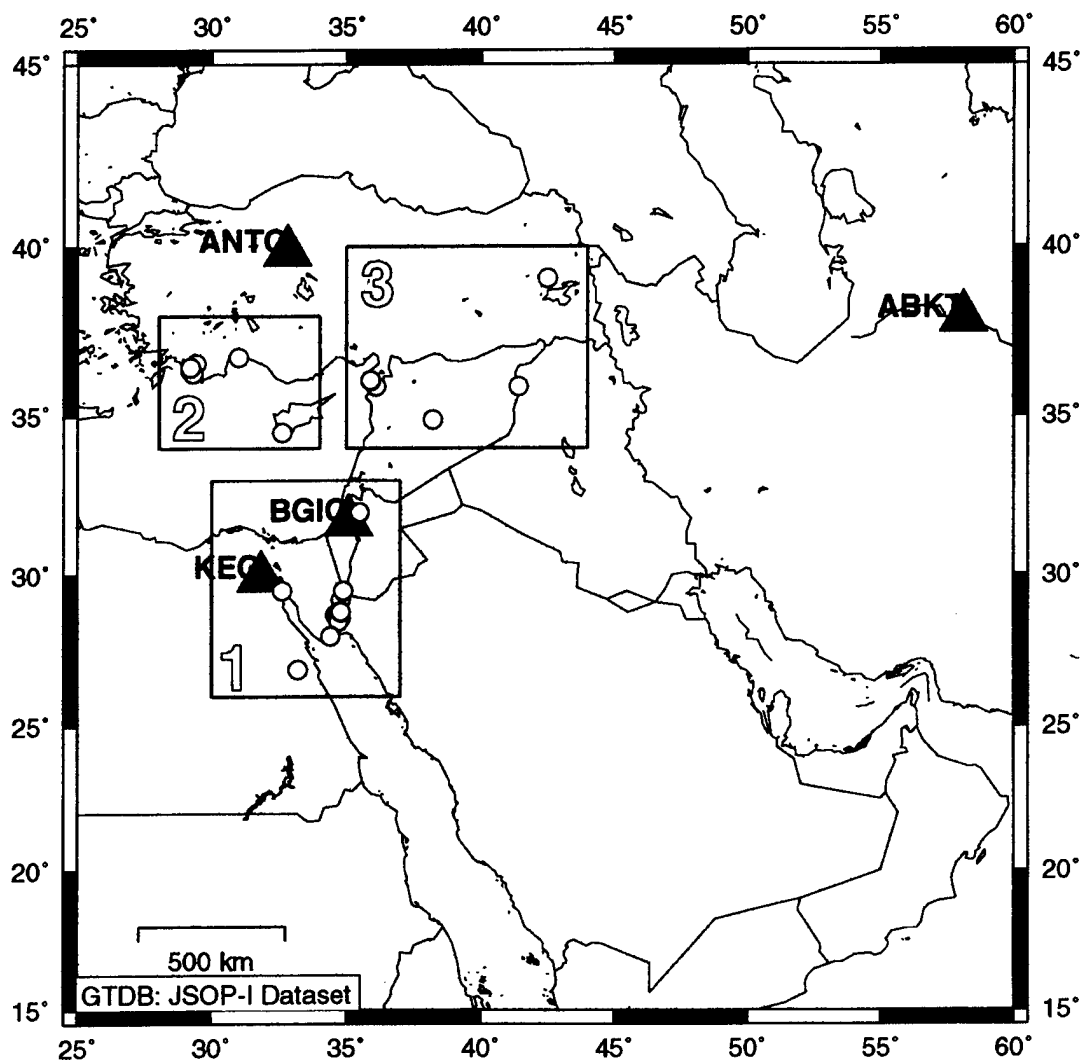 25° 30° 35° 40° 45° 50° 55° 60°
45° 45°
40° 40°
35° 35°
30° 30°
25° 25°
20° 20°
15° 15°
ANTO
3
ABKT
2
BGIO
KEG
1
500 km
GTDB: JSOP-I Dataset
25° 30° 35° 40° 45° 50° 55° 60°